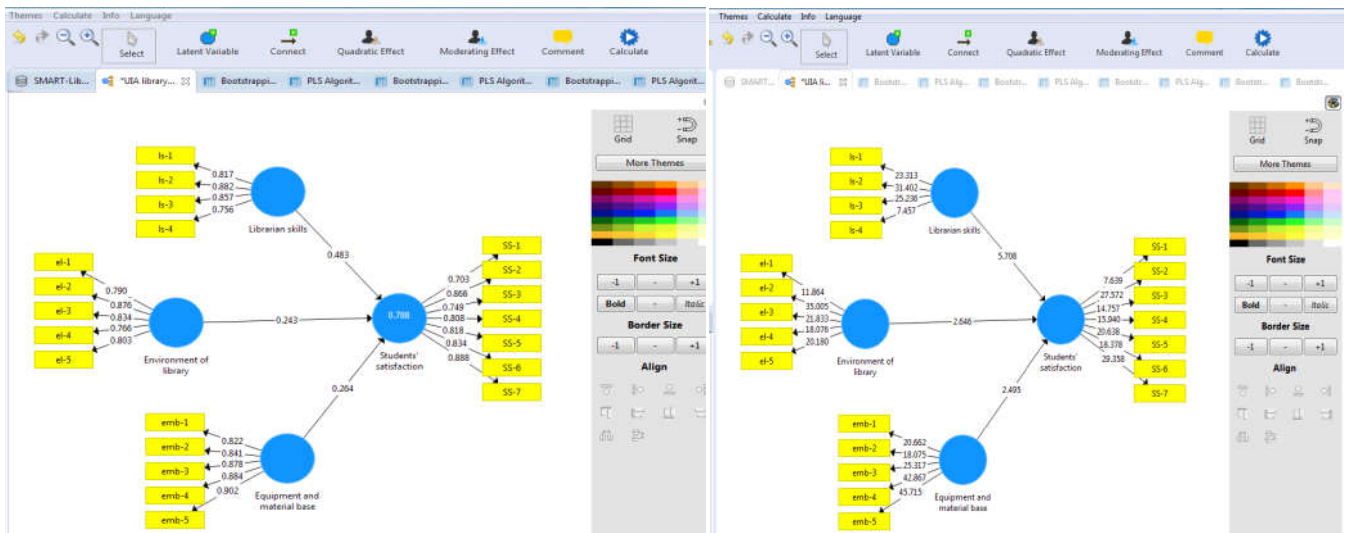 Themes Calculate Info Language
Select Latent Variable Connect Quadratic Effect Moderating Effect Comment Calculate
SMART-Lib... *UIA library... Bootstrappi... PLS Algorit... Bootstrappi... PLS Algorit... Bootstrappi... PLS Algorit...
Grid Snap
More Themes
Font Size
-1 - +1
Bold - Italic
Border Size
-1 - +1
Align
ls-1
ls-2
ls-3
ls-4
0.817
0.882
0.857
0.756
Librarian skills
0.483
el-1
el-2
el-3
el-4
el-5
0.790
0.876
0.834
0.766
0.803
Environment of
library
0.243
0.788
Students'
satisfaction
0.703
0.866
0.749
0.808
0.818
0.834
0.888
SS-1
SS-2
SS-3
SS-4
SS-5
SS-6
SS-7
0.264
emb-1
emb-2
emb-3
emb-4
emb-5
0.822
0.841
0.878
0.884
0.902
Equipment and
material base
Themes Calculate Info Language
Select Latent Variable Connect Quadratic Effect Moderating Effect Comment Calculate
SMART... *UIA li... Bootstr... PLS Alg... Bootstr... PLS Alg... Bootstr... PLS Alg... Bootstr...
Grid Snap
More Themes
Font Size
-1 - +1
Bold - Italic
Border Size
-1 - +1
Align
ls-1
ls-2
ls-3
ls-4
23.313
31.402
25.236
7.457
Librarian skills
5.708
el-1
el-2
el-3
el-4
el-5
11.864
35.005
21.833
18.076
20.180
Environment of
library
2.646
Students'
satisfaction
7.639
27.572
14.757
15.940
20.638
18.378
29.358
SS-1
SS-2
SS-3
SS-4
SS-5
SS-6
SS-7
2.495
emb-1
emb-2
emb-3
emb-4
emb-5
20.662
18.075
25.317
42.867
45.715
Equipment and
material base